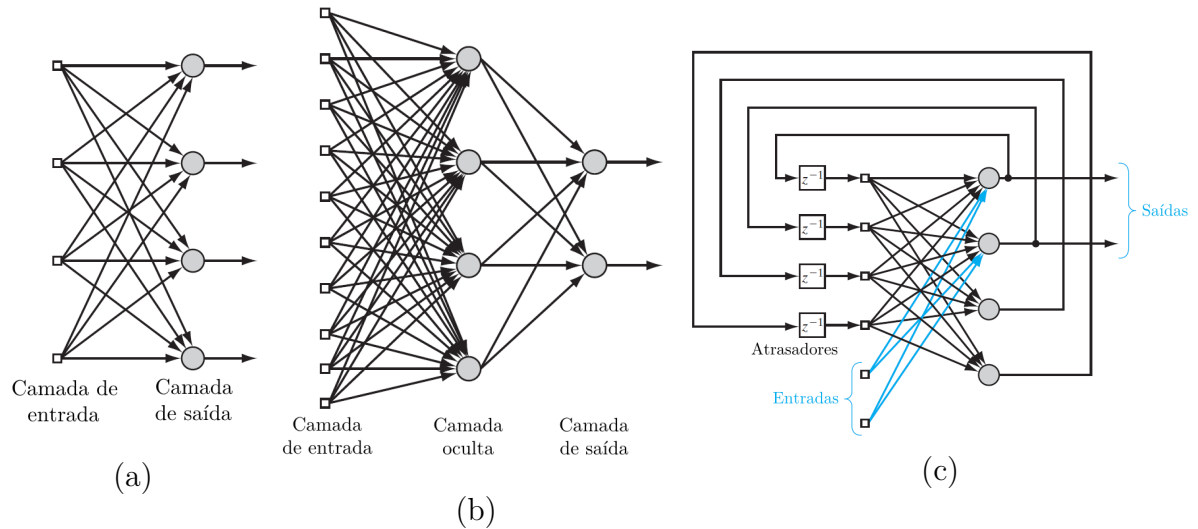 Camada de
entrada
Camada
de saída
(a)
Camada
de entrada
Camada
oculta
Camada
de saída
(b)
z⁻¹
z⁻¹
z⁻¹
z⁻¹
Atrasadores
Entradas
Saídas
(c)